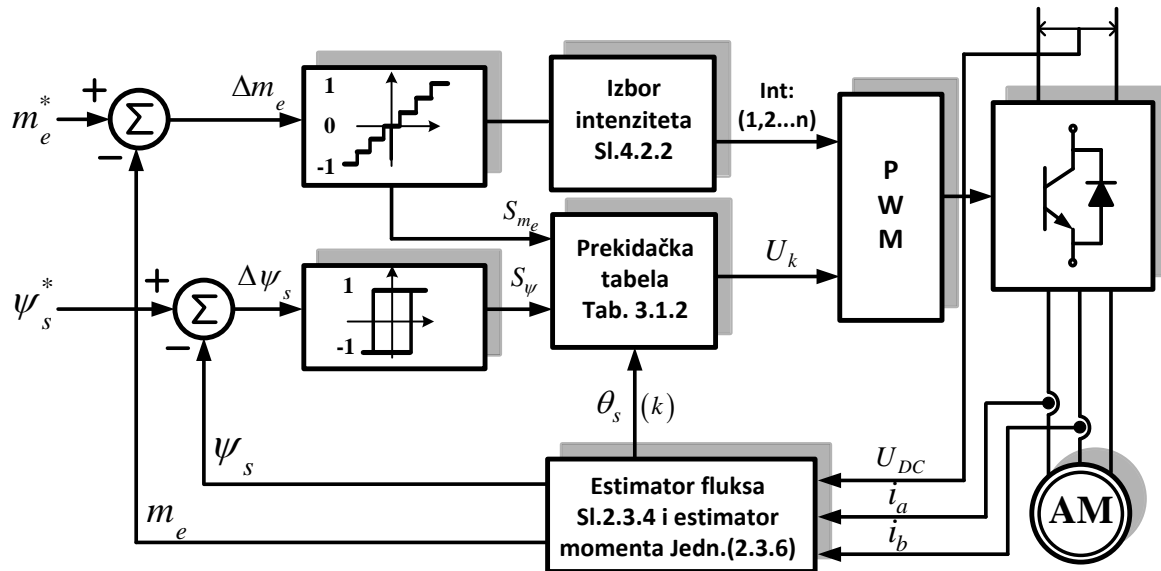 m*e
+
−
Σ
Δme
1
0
-1
Izbor
intenziteta
Sl.4.2.2
Int:
(1,2...n)
P
W
M
Sme
ψ*s
+
−
Σ
Δψs
1
-1
Sψ
Prekidačka
tabela
Tab. 3.1.2
Uk
θs (k)
ψs
me
Estimator fluksa
Sl.2.3.4 i estimator
momenta Jedn.(2.3.6)
UDC
ia
ib
AM